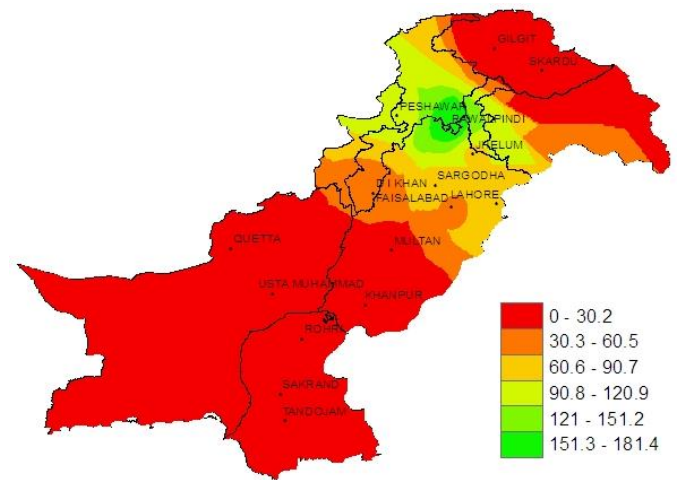 GILGIT
SKARDU
PESHAWAR
RAWALPINDI
JHELUM
SARGODHA
D I KHAN
FAISALABAD
LAHORE
QUETTA
MULTAN
USTA MUHAMMAD
KHANPUR
ROHRI
SAKRAND
TANDOJAM
0 - 30.2
30.3 - 60.5
60.6 - 90.7
90.8 - 120.9
121 - 151.2
151.3 - 181.4